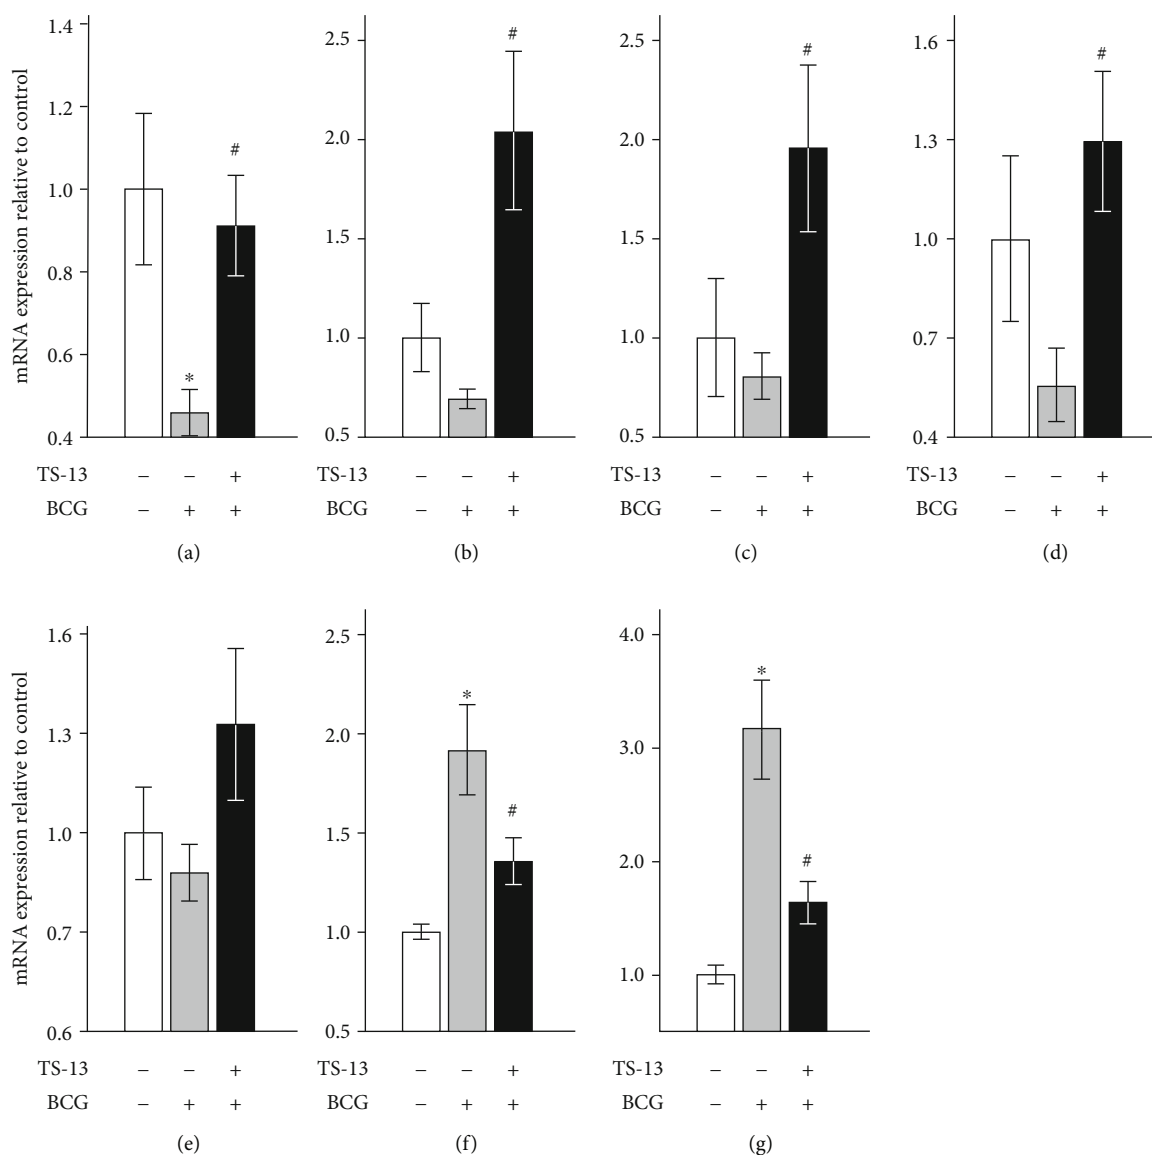 mRNA expression relative to control
1.4
1.2
1.0
0.8
0.6
0.4
#
*
TS-13 − − +
BCG − + +
(a)
2.5
2.0
1.5
1.0
0.5
#
TS-13 − − +
BCG − + +
(b)
2.5
2.0
1.5
1.0
0.5
#
TS-13 − − +
BCG − + +
(c)
1.6
1.3
1.0
0.7
0.4
#
TS-13 − − +
BCG − + +
(d)
mRNA expression relative to control
1.6
1.3
1.0
0.7
0.6
TS-13 − − +
BCG − + +
(e)
2.5
2.0
1.5
1.0
0.5
*
#
TS-13 − − +
BCG − + +
(f)
4.0
3.0
2.0
1.0
*
#
TS-13 − − +
BCG − + +
(g)